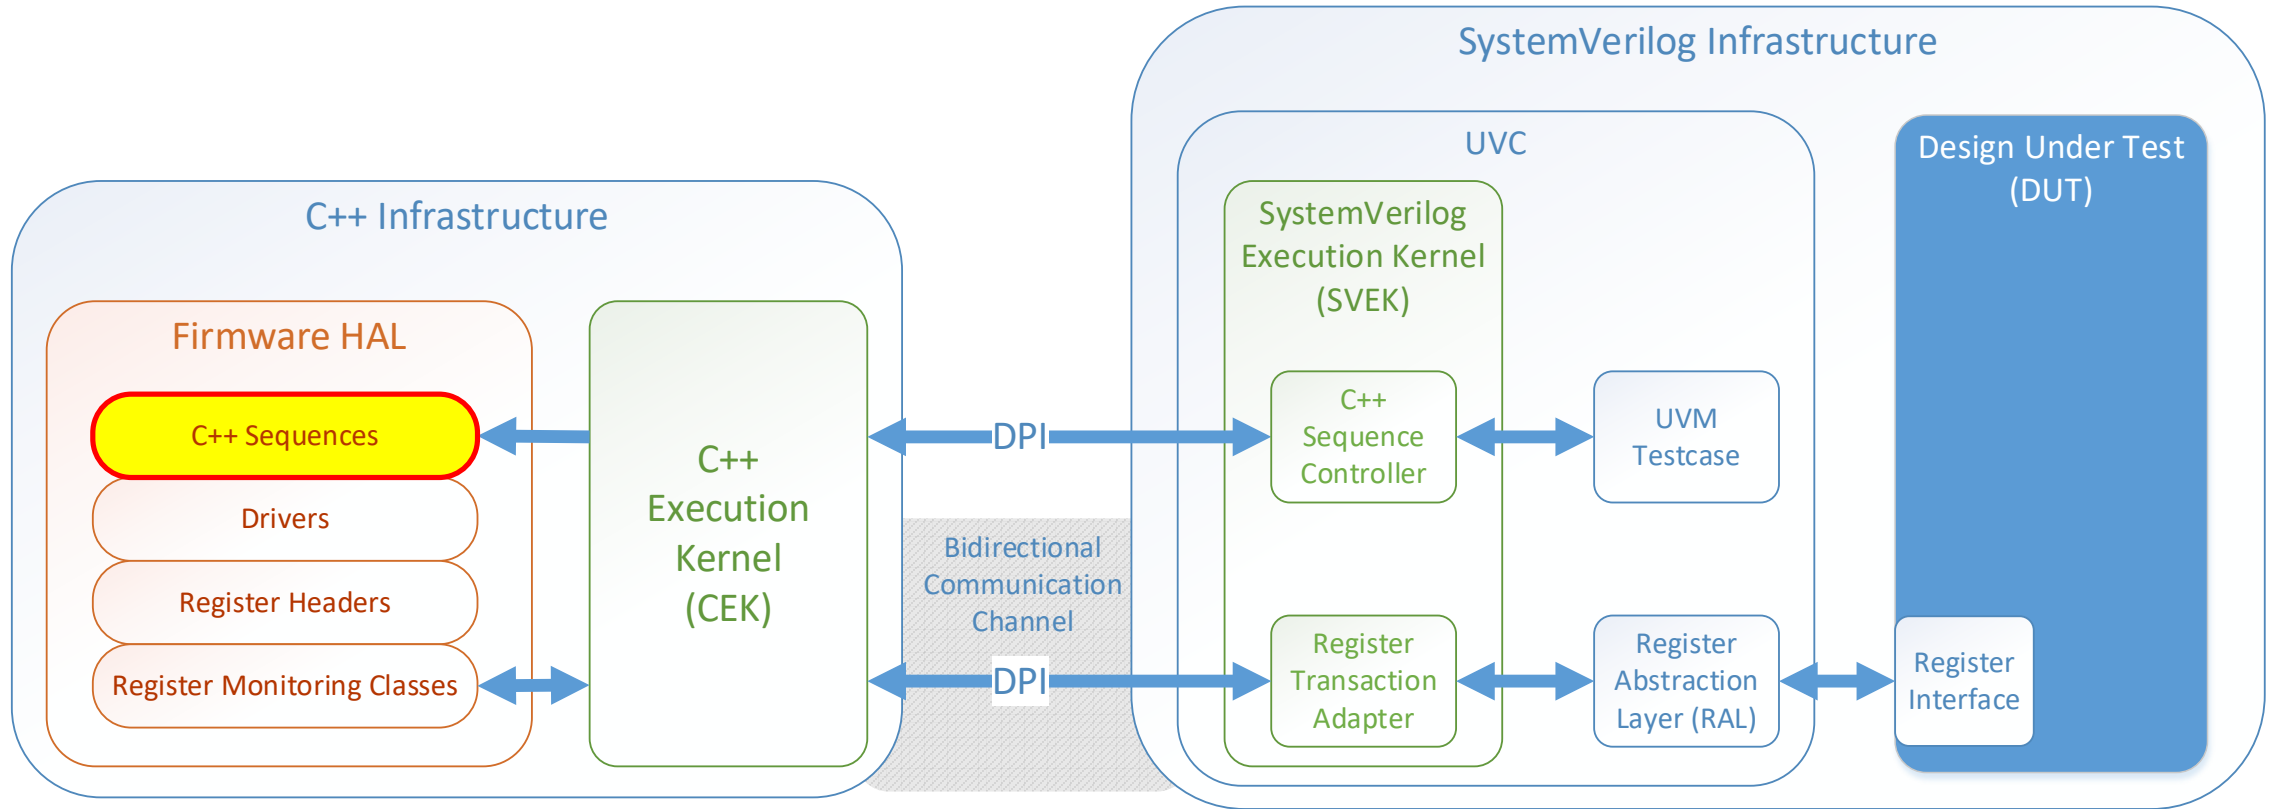 SystemVerilog Infrastructure
UVC
Design Under Test
(DUT)
C++ Infrastructure
SystemVerilog
Execution Kernel
(SVEK)
Firmware HAL
C++ Sequences
Drivers
Register Headers
Register Monitoring Classes
C++
Execution
Kernel
(CEK)
DPI
Bidirectional
Communication
Channel
DPI
C++
Sequence
Controller
UVM
Testcase
Register
Transaction
Adapter
Register
Abstraction
Layer (RAL)
Register
Interface